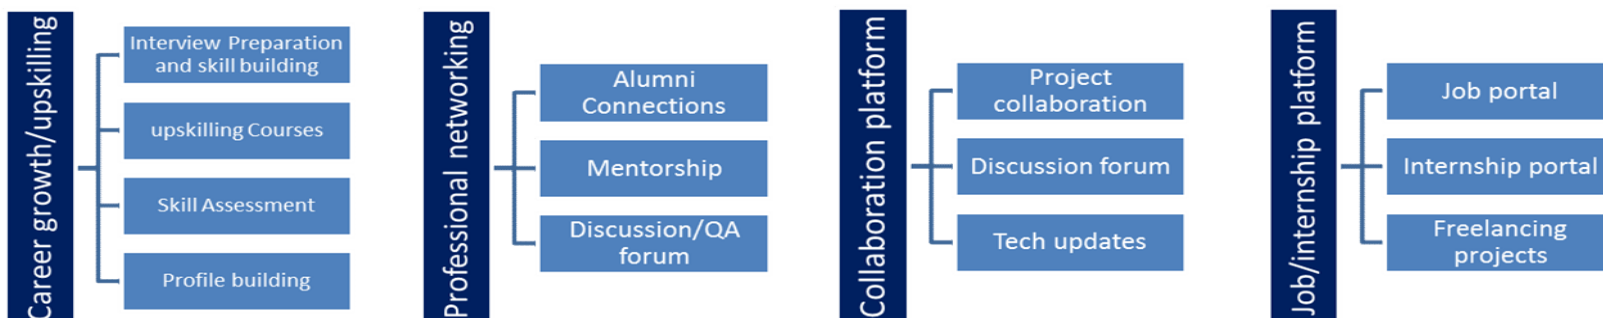 Career growth/upskilling
Interview Preparation
and skill building
upskilling Courses
Skill Assessment
Profile building
Professional networking
Alumni
Connections
Mentorship
Discussion/QA
forum
Collaboration platform
Project
collaboration
Discussion forum
Tech updates
Job/internship platform
Job portal
Internship portal
Freelancing
projects